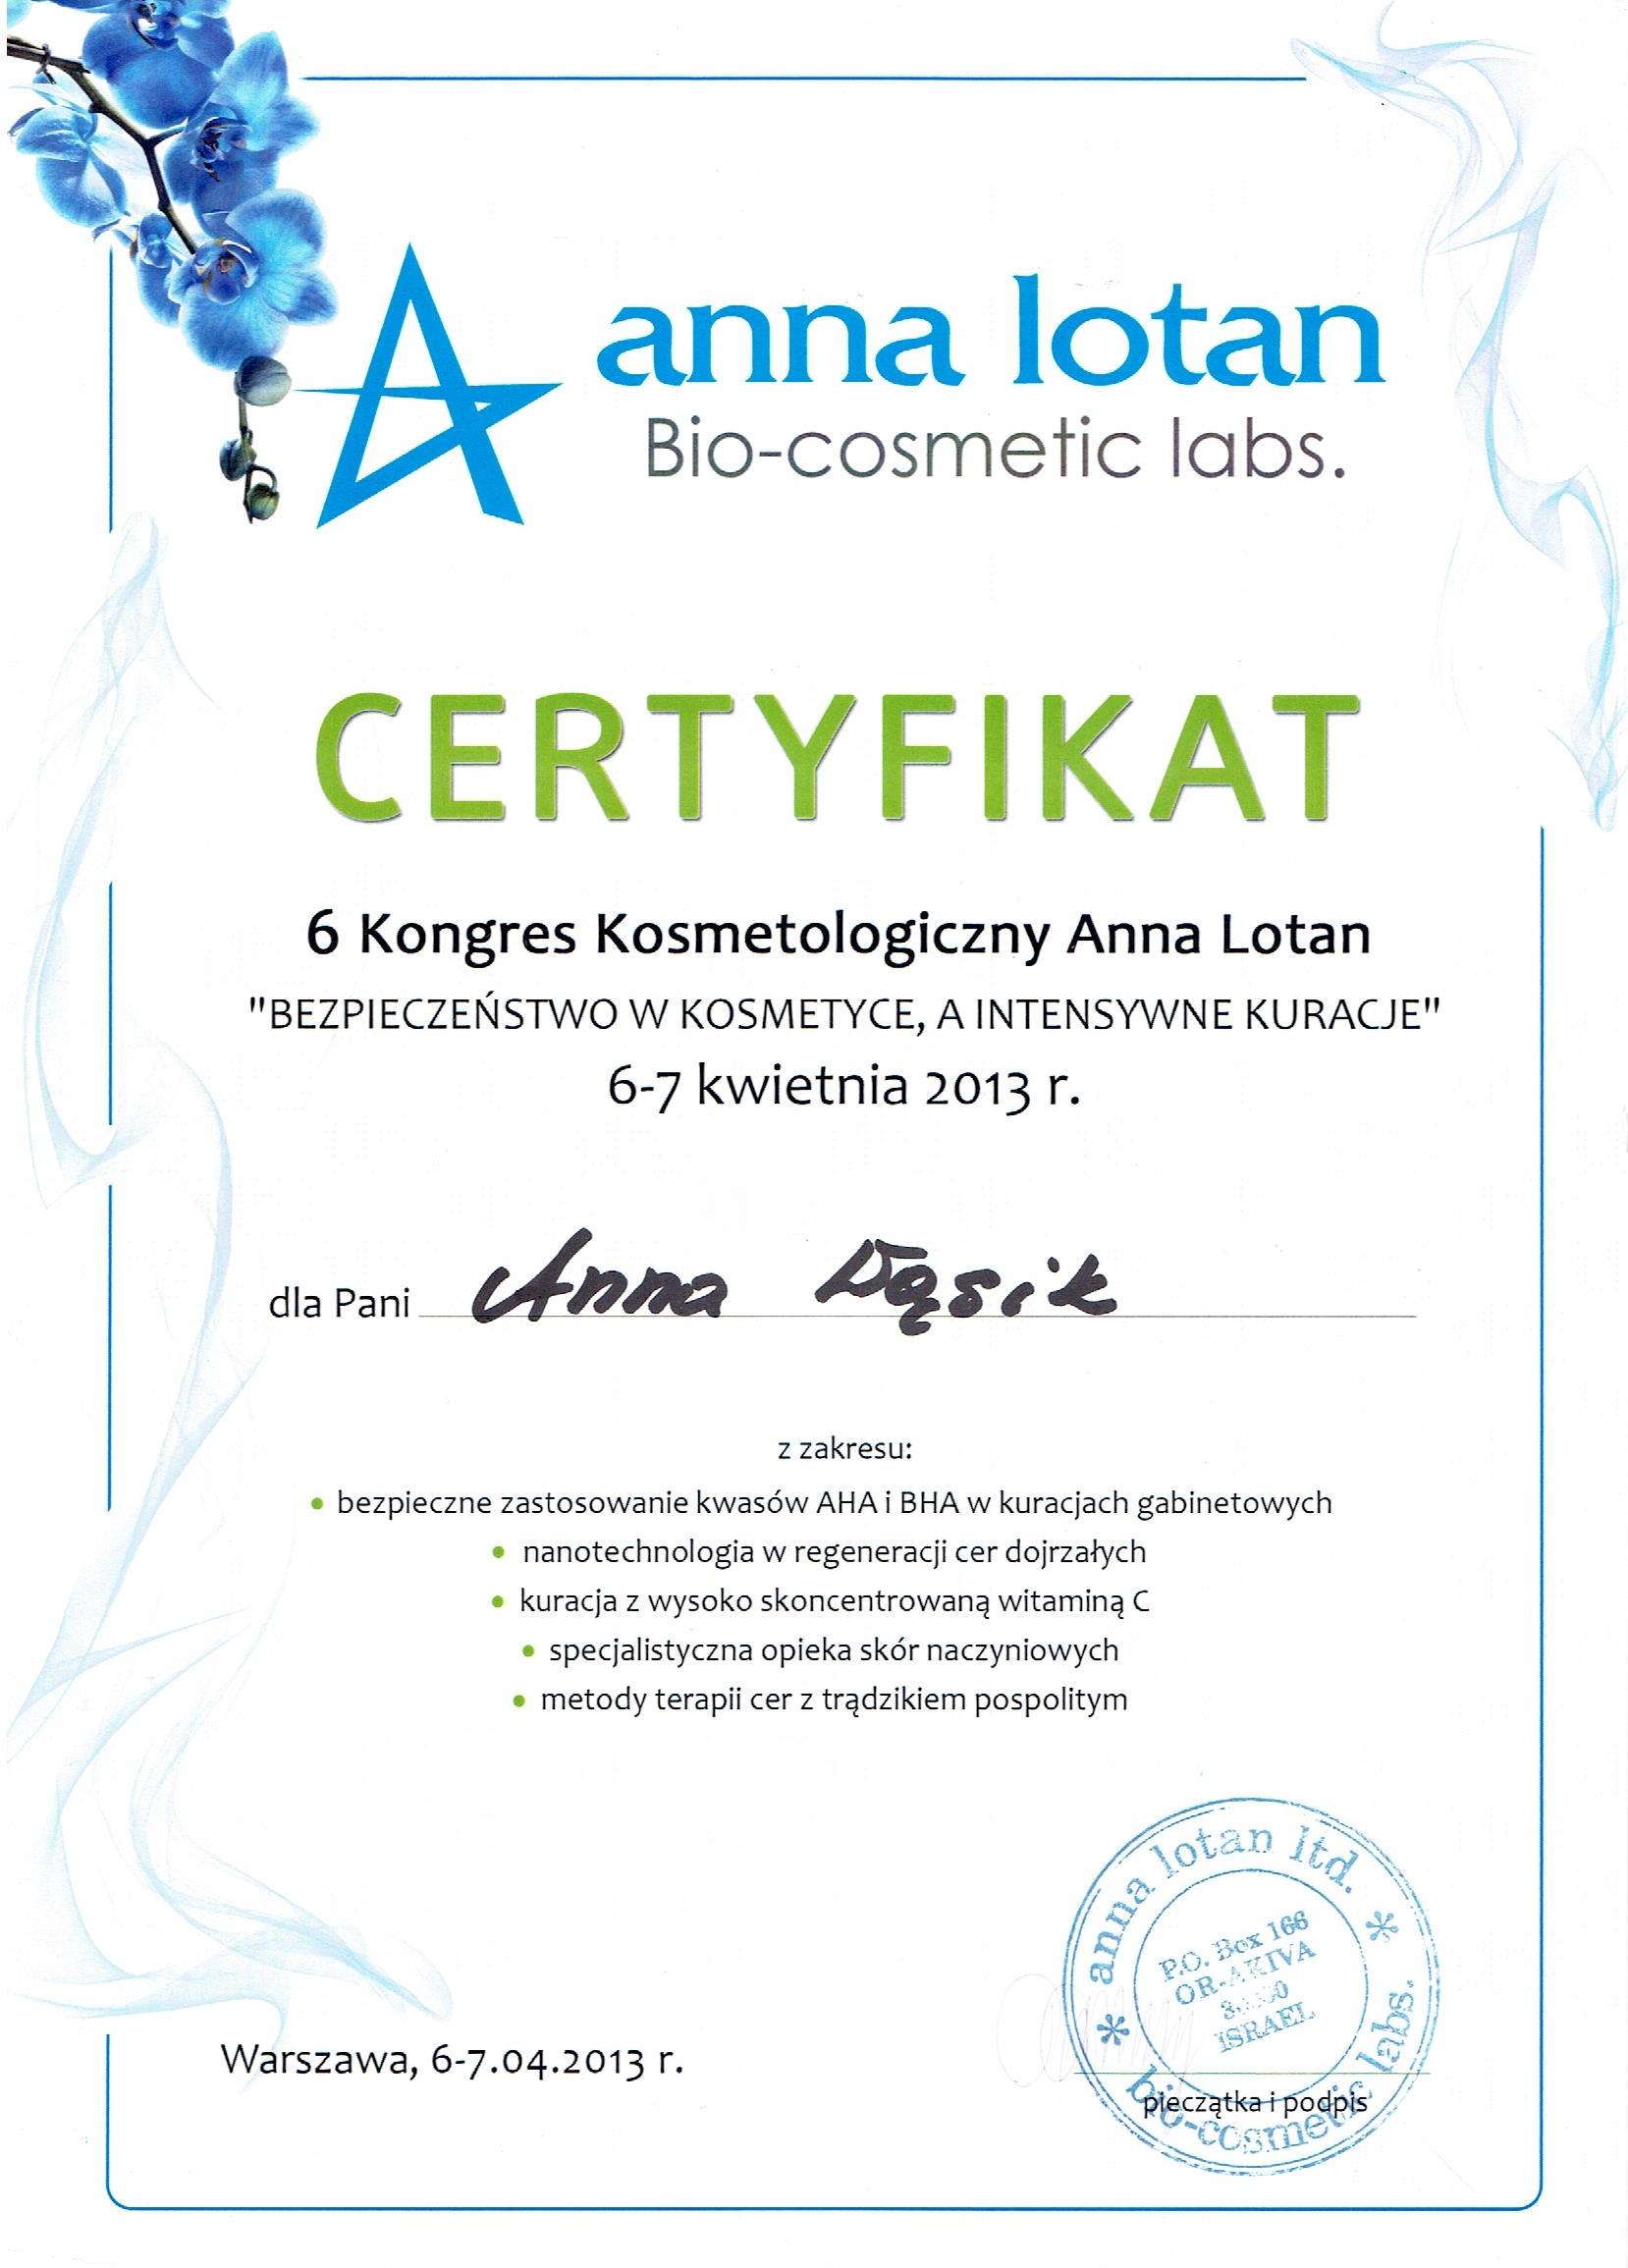 anna lotan
Bio-cosmetic labs.
CERTYFIKAT
6 Kongres Kosmetologiczny Anna Lotan
"BEZPIECZEŃSTWO W KOSMETYCE, A INTENSYWNE KURACJE"
6-7 kwietnia 2013 r.
dla Pani Anna Dąsik
z zakresu:
• bezpieczne zastosowanie kwasów AHA i BHA w kuracjach gabinetowych
• nanotechnologia w regeneracji cer dojrzałych
• kuracja z wysoko skoncentrowaną witaminą C
• specjalistyczna opieka skór naczyniowych
• metody terapii cer z trądzikiem pospolitym
anna lotan ltd. *
P.O. Box 166
OR-AKIVA
ISRAEL
* bio-cosmetic labs.
Warszawa, 6-7.04.2013 r.
pieczątka i podpis